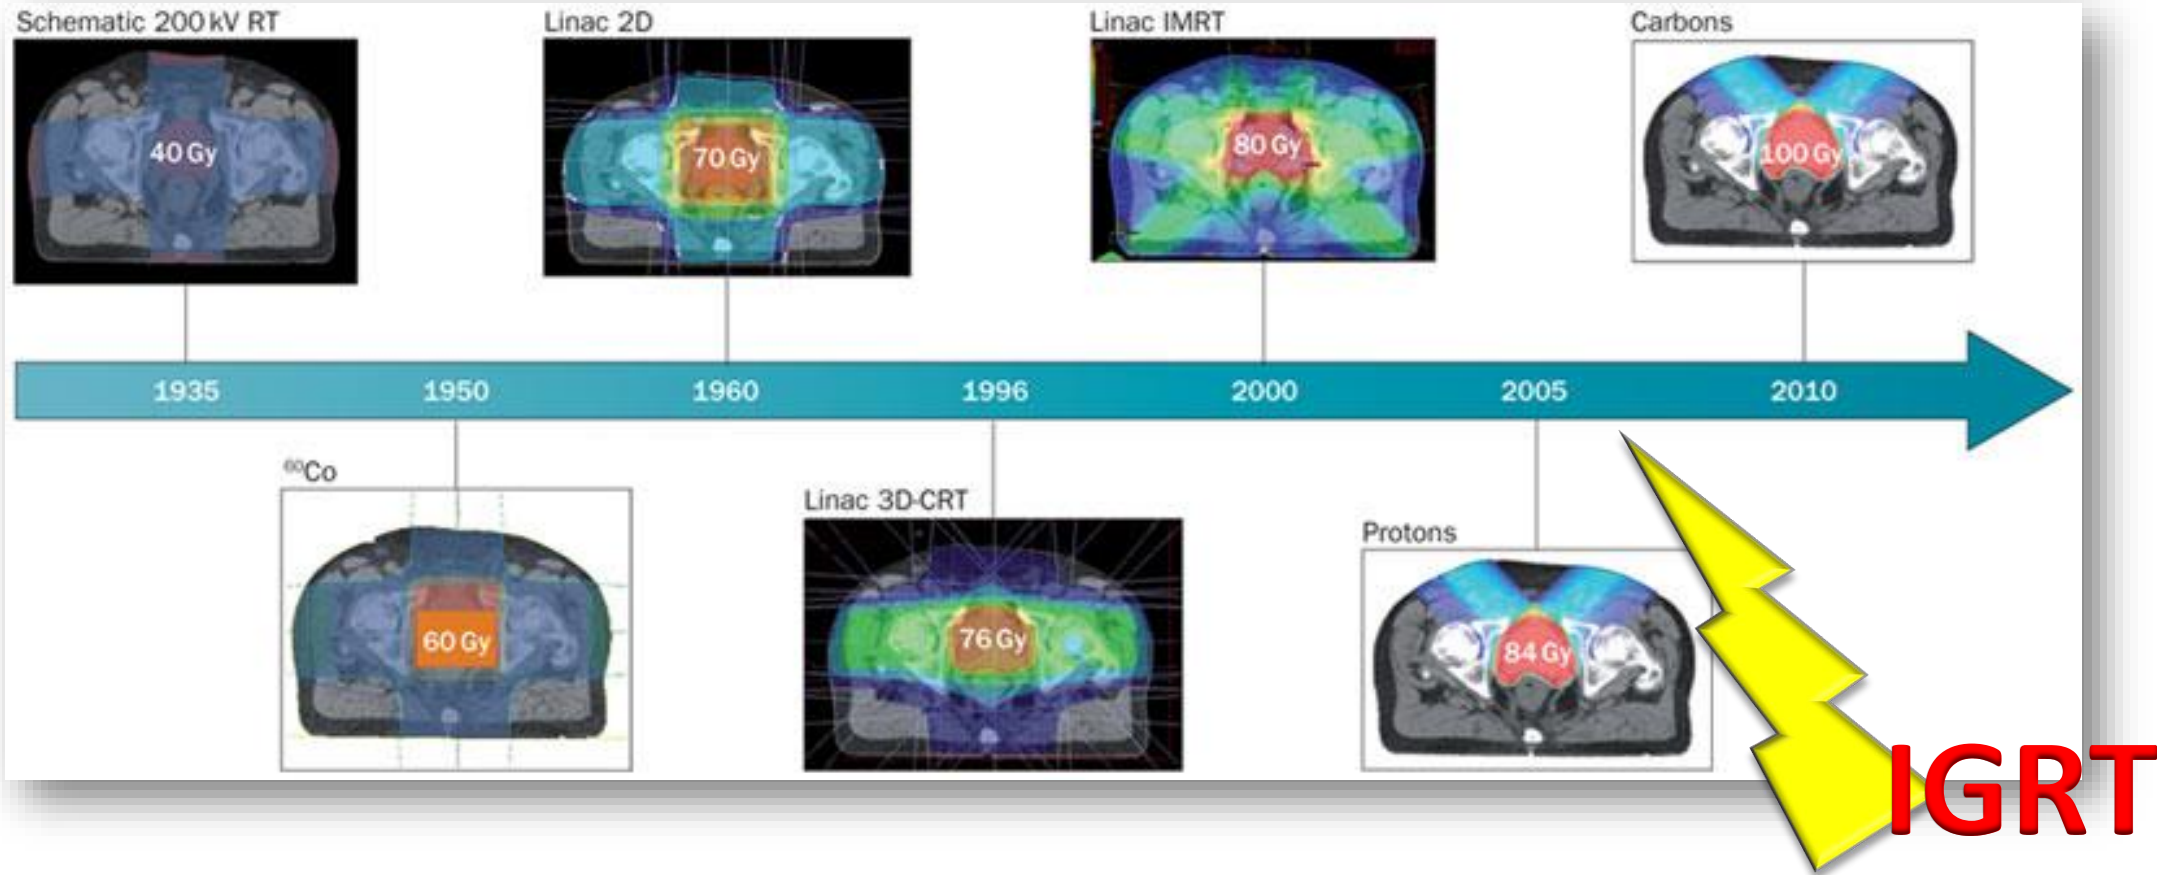 Schematic 200 kV RT
Linac 2D
Linac IMRT
Carbons
40 Gy
70 Gy
80 Gy
100 Gy
1935
1950
1960
1996
2000
2005
2010
⁶⁰Co
Linac 3D-CRT
Protons
60 Gy
76 Gy
84 Gy
IGRT